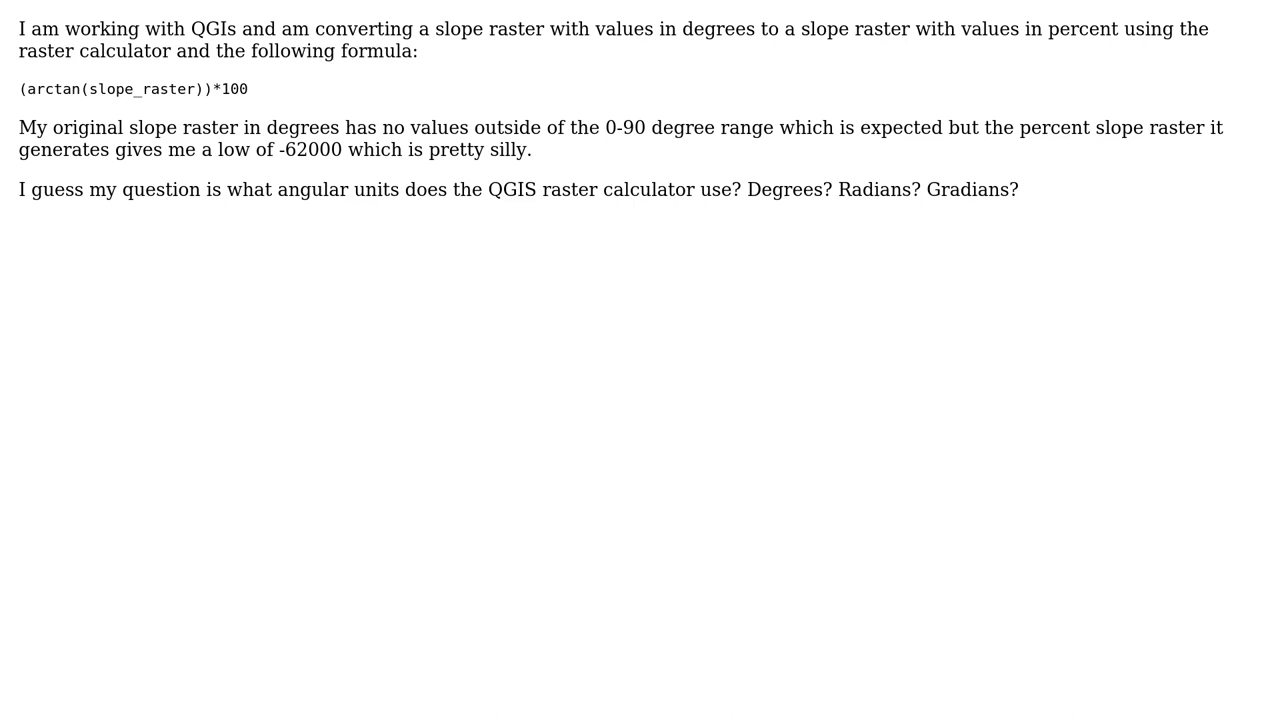 I am working with QGIs and am converting a slope raster with values in degrees to a slope raster with values in percent using the
raster calculator and the following formula:
(arctan(slope_raster))*100
My original slope raster in degrees has no values outside of the 0-90 degree range which is expected but the percent slope raster it
generates gives me a low of -62000 which is pretty silly.
I guess my question is what angular units does the QGIS raster calculator use? Degrees? Radians? Gradians?